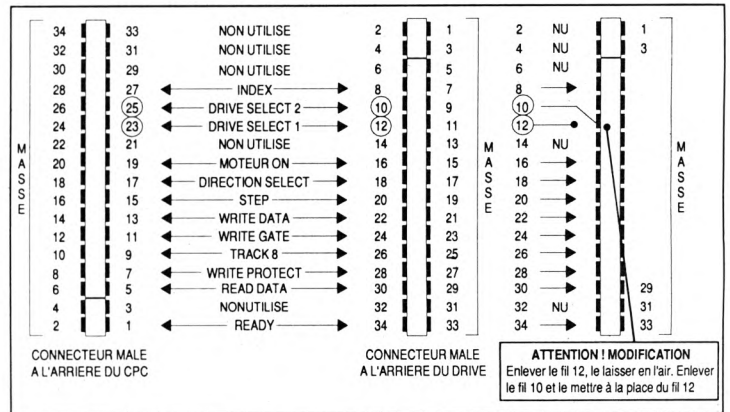 34 33 NON UTILISE 2 1 2 NU 1
32 31 NON UTILISE 4 3 4 NU 3
30 29 NON UTILISE 6 5 6 NU
28 27 INDEX 8 7 8
26 25 DRIVE SELECT 2 10 9 10
24 23 DRIVE SELECT 1 12 11 12
22 21 NON UTILISE 14 13 14 NU
20 19 MOTEUR ON 16 15 16
18 17 DIRECTION SELECT 18 17 18
16 15 STEP 20 19 20
14 13 WRITE DATA 22 21 22
12 11 WRITE GATE 24 23 24
10 9 TRACK 8 26 25 26
8 7 WRITE PROTECT 28 27 28
6 5 READ DATA 30 29 30 29
4 3 NONUTILISE 32 31 32 NU 31
2 1 READY 34 33 34 33
MASSE
MASSE
MASSE
CONNECTEUR MALE
A L'ARRIERE DU CPC
CONNECTEUR MALE
A L'ARRIERE DU DRIVE
ATTENTION ! MODIFICATION
Enlever le fil 12, le laisser en l'air. Enlever
le fil 10 et le mettre à la place du fil 12